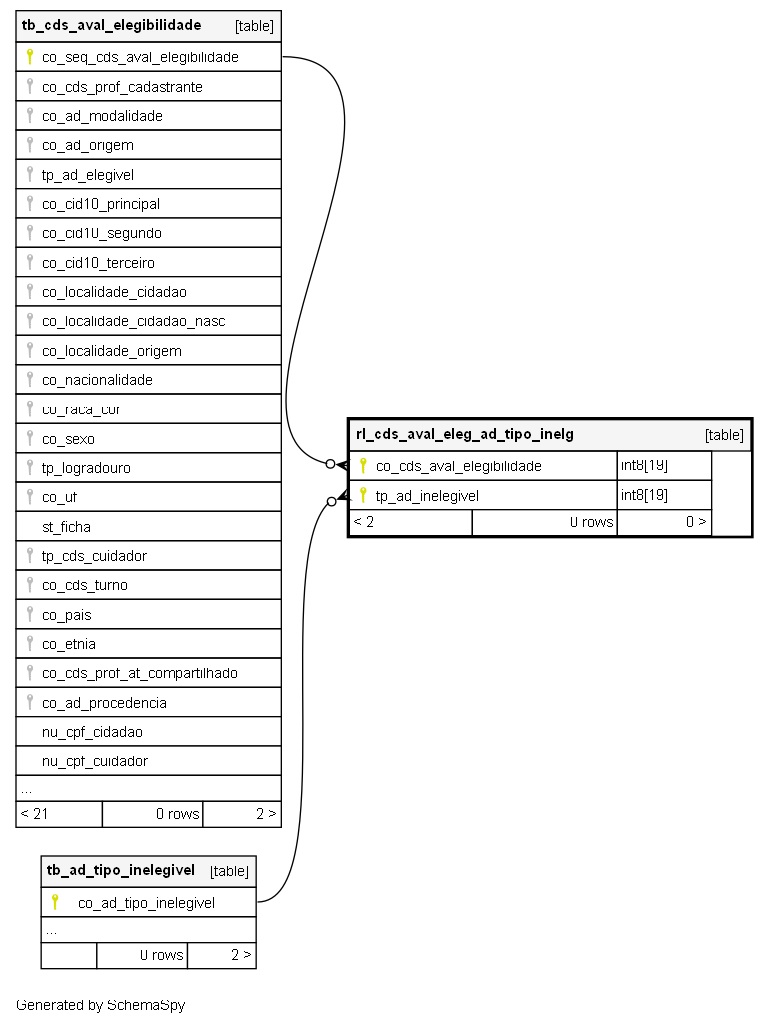 tb_cds_aval_elegibilidade [table]
co_seq_cds_aval_elegibilidade
co_cds_prof_cadastrante
co_ad_modalidade
co_ad_origem
tp_ad_elegivel
co_cid10_principal
co_cid10_segundo
co_cid10_terceiro
co_localidade_cidadao
co_localidade_cidadao_nasc
co_localidade_origem
co_nacionalidade
co_raca_cor
co_sexo
tp_logradouro
co_uf
st_ficha
tp_cds_cuidador
co_cds_turno
co_pais
co_etnia
co_cds_prof_at_compartilhado
co_ad_procedencia
nu_cpf_cidadao
nu_cpf_cuidador
...
< 21 0 rows 2 >
rl_cds_aval_eleg_ad_tipo_inelg [table]
co_cds_aval_elegibilidade int8[19]
tp_ad_inelegivel int8[19]
< 2 0 rows 0 >
tb_ad_tipo_inelegivel [table]
co_ad_tipo_inelegivel
...
0 rows 2 >
Generated by SchemaSpy